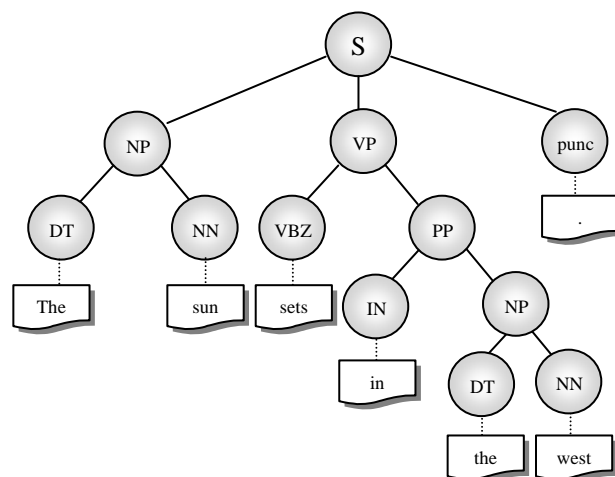 S
NP VP punc
DT NN VBZ PP .
The sun sets IN NP
in DT NN
the west